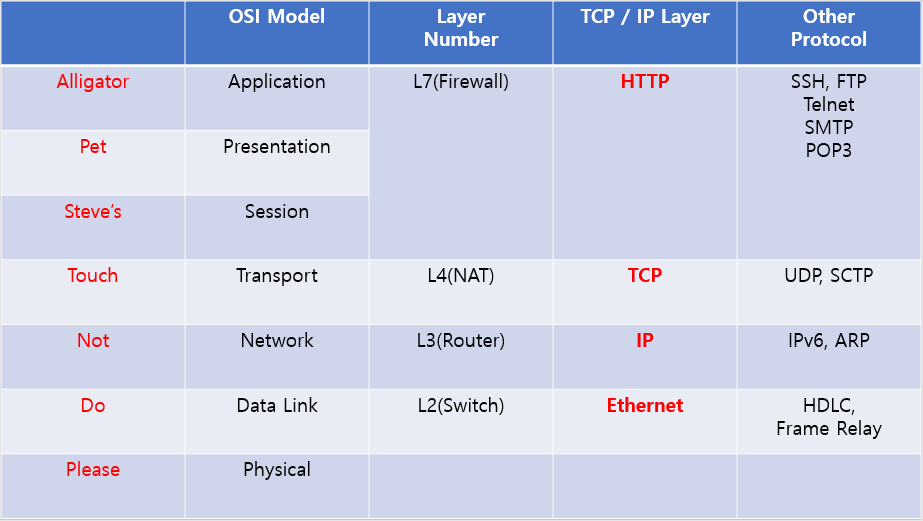 OSI Model
Layer
Number
TCP / IP Layer
Other
Protocol
Alligator
Application
L7(Firewall)
HTTP
SSH, FTP
Telnet
SMTP
POP3
Pet
Presentation
Steve’s
Session
Touch
Transport
L4(NAT)
TCP
UDP, SCTP
Not
Network
L3(Router)
IP
IPv6, ARP
Do
Data Link
L2(Switch)
Ethernet
HDLC,
Frame Relay
Please
Physical